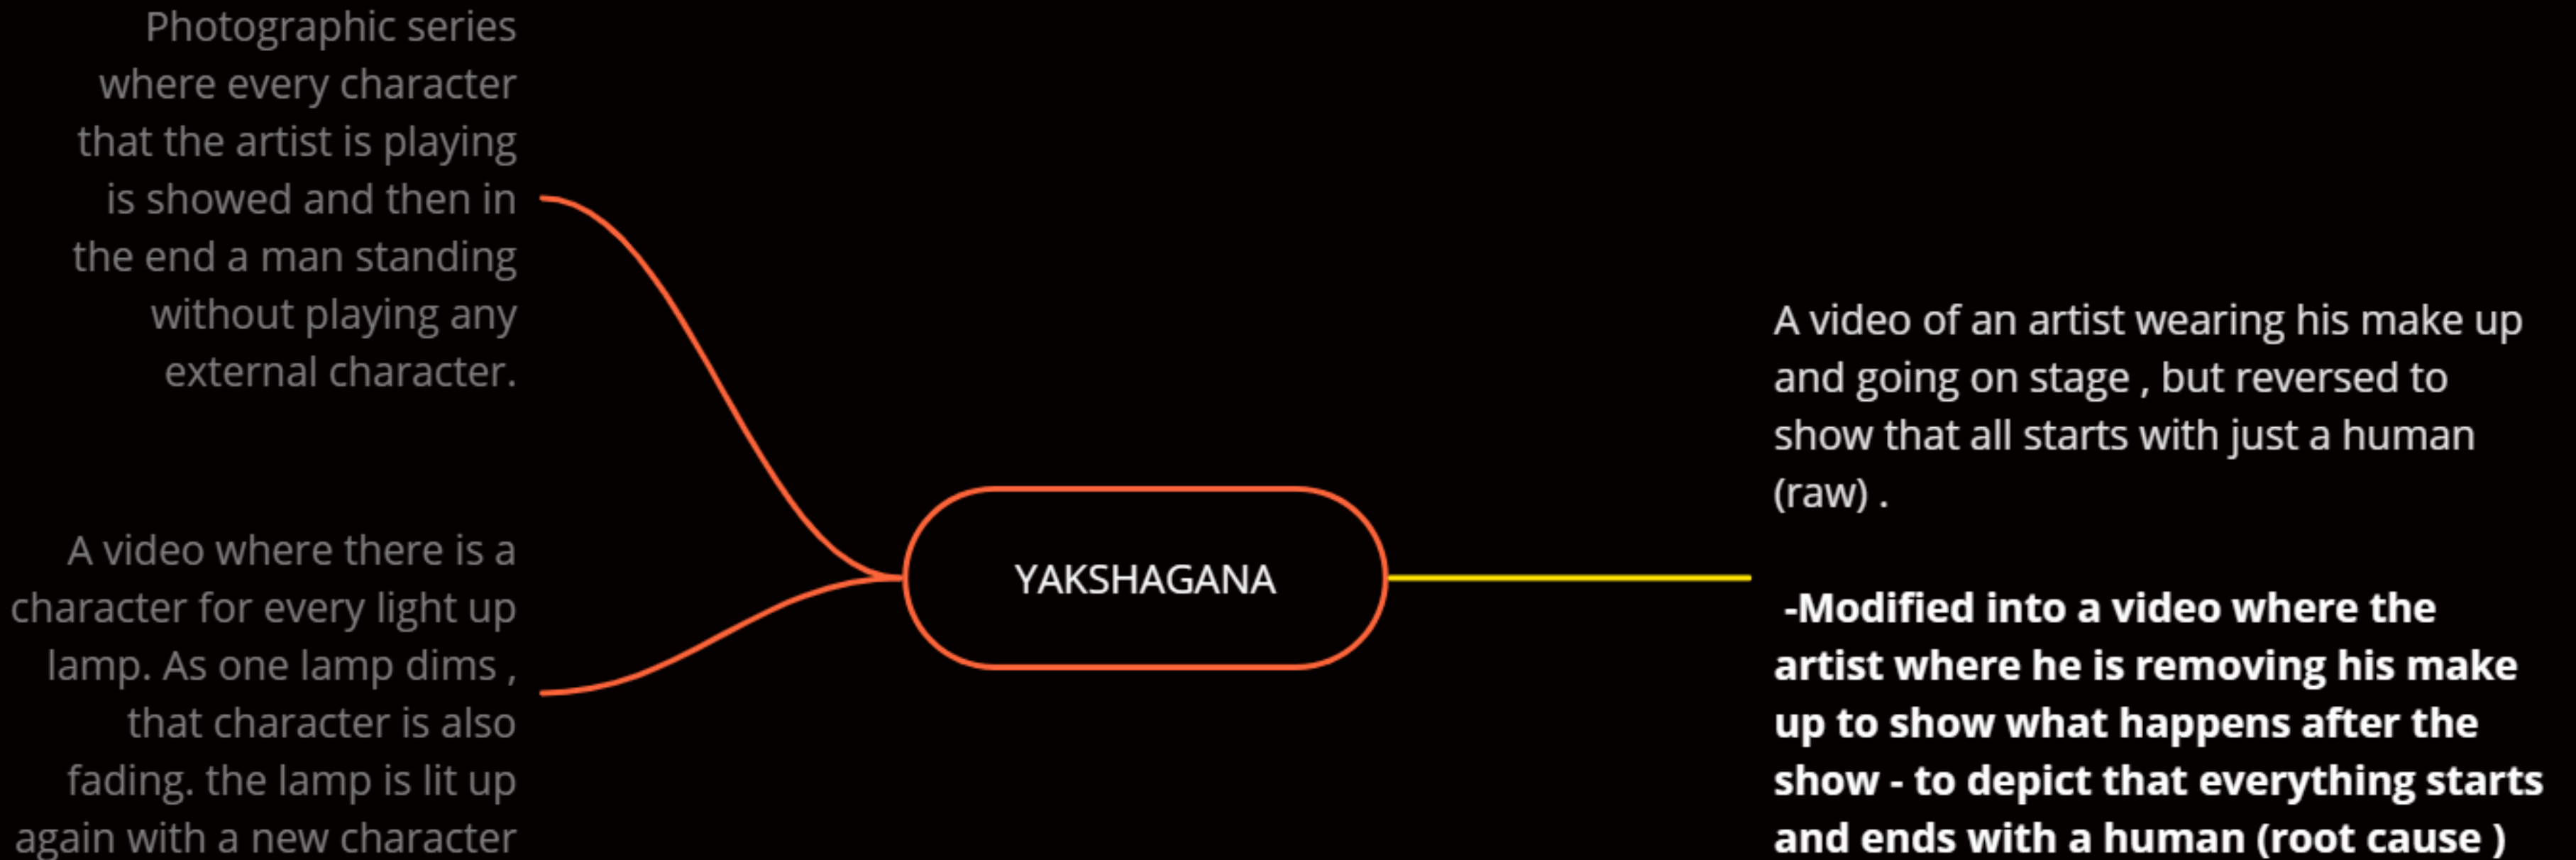 Photographic series
where every character
that the artist is playing
is showed and then in
the end a man standing
without playing any
external character.
A video where there is a
character for every light up
lamp. As one lamp dims ,
that character is also
fading. the lamp is lit up
again with a new character
YAKSHAGANA
A video of an artist wearing his make up
and going on stage , but reversed to
show that all starts with just a human
(raw) .
-Modified into a video where the
artist where he is removing his make
up to show what happens after the
show - to depict that everything starts
and ends with a human (root cause )